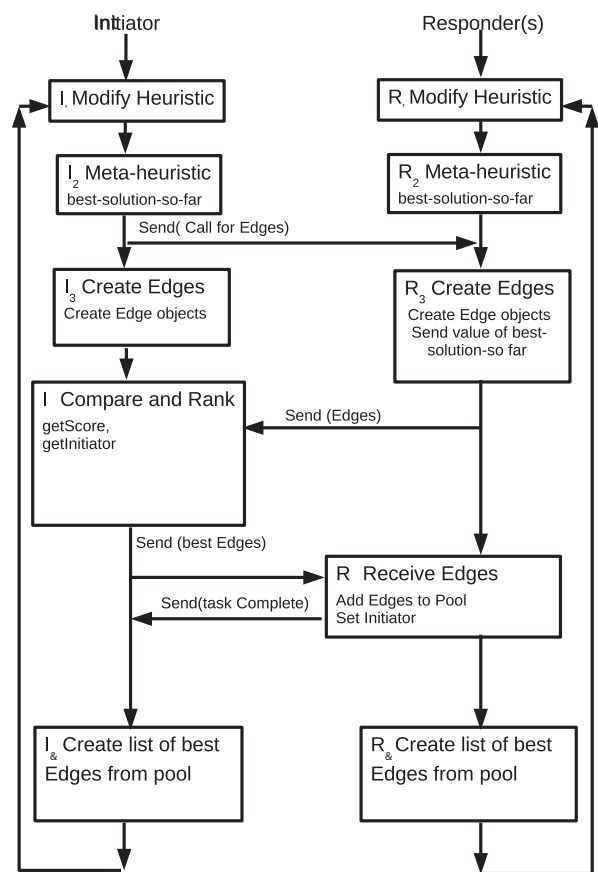 Initiator
Responder(s)
I, Modify Heuristic
R, Modify Heuristic
I2 Meta-heuristic
best-solution-so-far
R2 Meta-heuristic
best-solution-so-far
Send( Call for Edges)
I3 Create Edges
Create Edge objects
R3 Create Edges
Create Edge objects
Send value of best-
solution-so far
I Compare and Rank
getScore,
getInitiator
Send (Edges)
Send (best Edges)
R Receive Edges
Add Edges to Pool
Set Initiator
Send(task Complete)
I& Create list of best
Edges from pool
R& Create list of best
Edges from pool